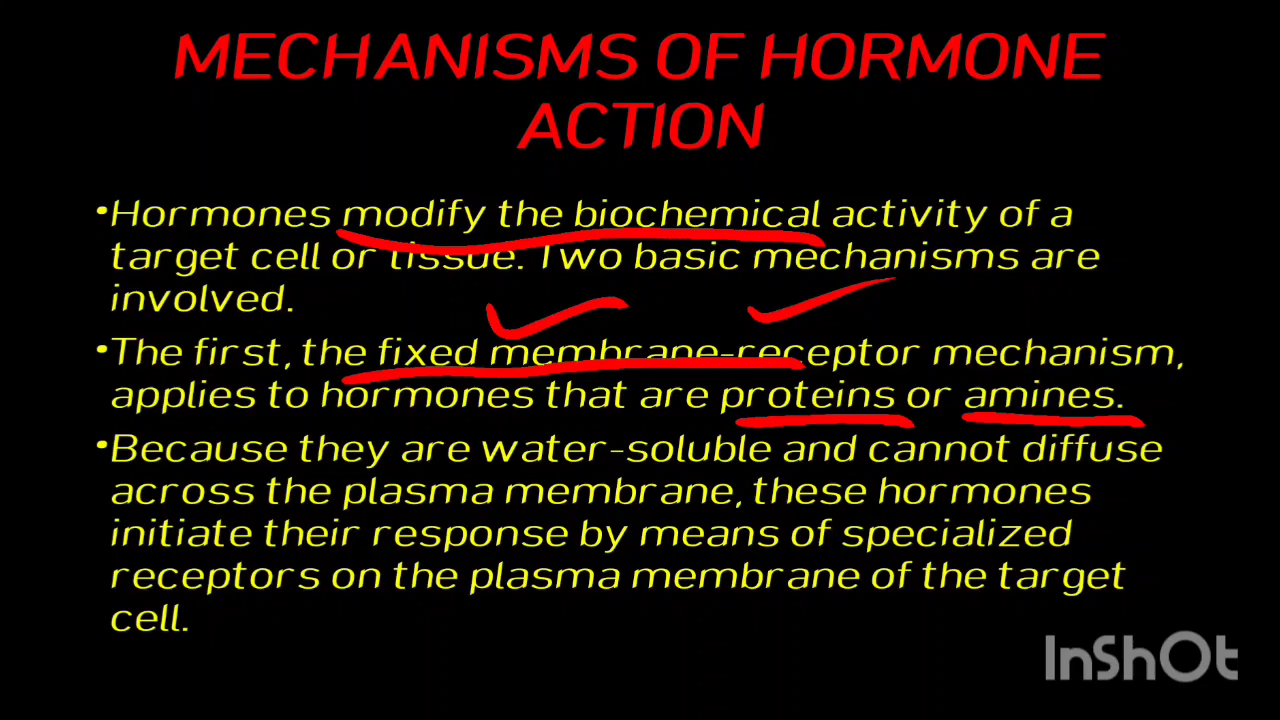 MECHANISMS OF HORMONE
ACTION
•Hormones modify the biochemical activity of a
target cell or tissue. Two basic mechanisms are
involved.
•The first, the fixed membrane-receptor mechanism,
applies to hormones that are proteins or amines.
•Because they are water-soluble and cannot diffuse
across the plasma membrane, these hormones
initiate their response by means of specialized
receptors on the plasma membrane of the target
cell.
InShOt